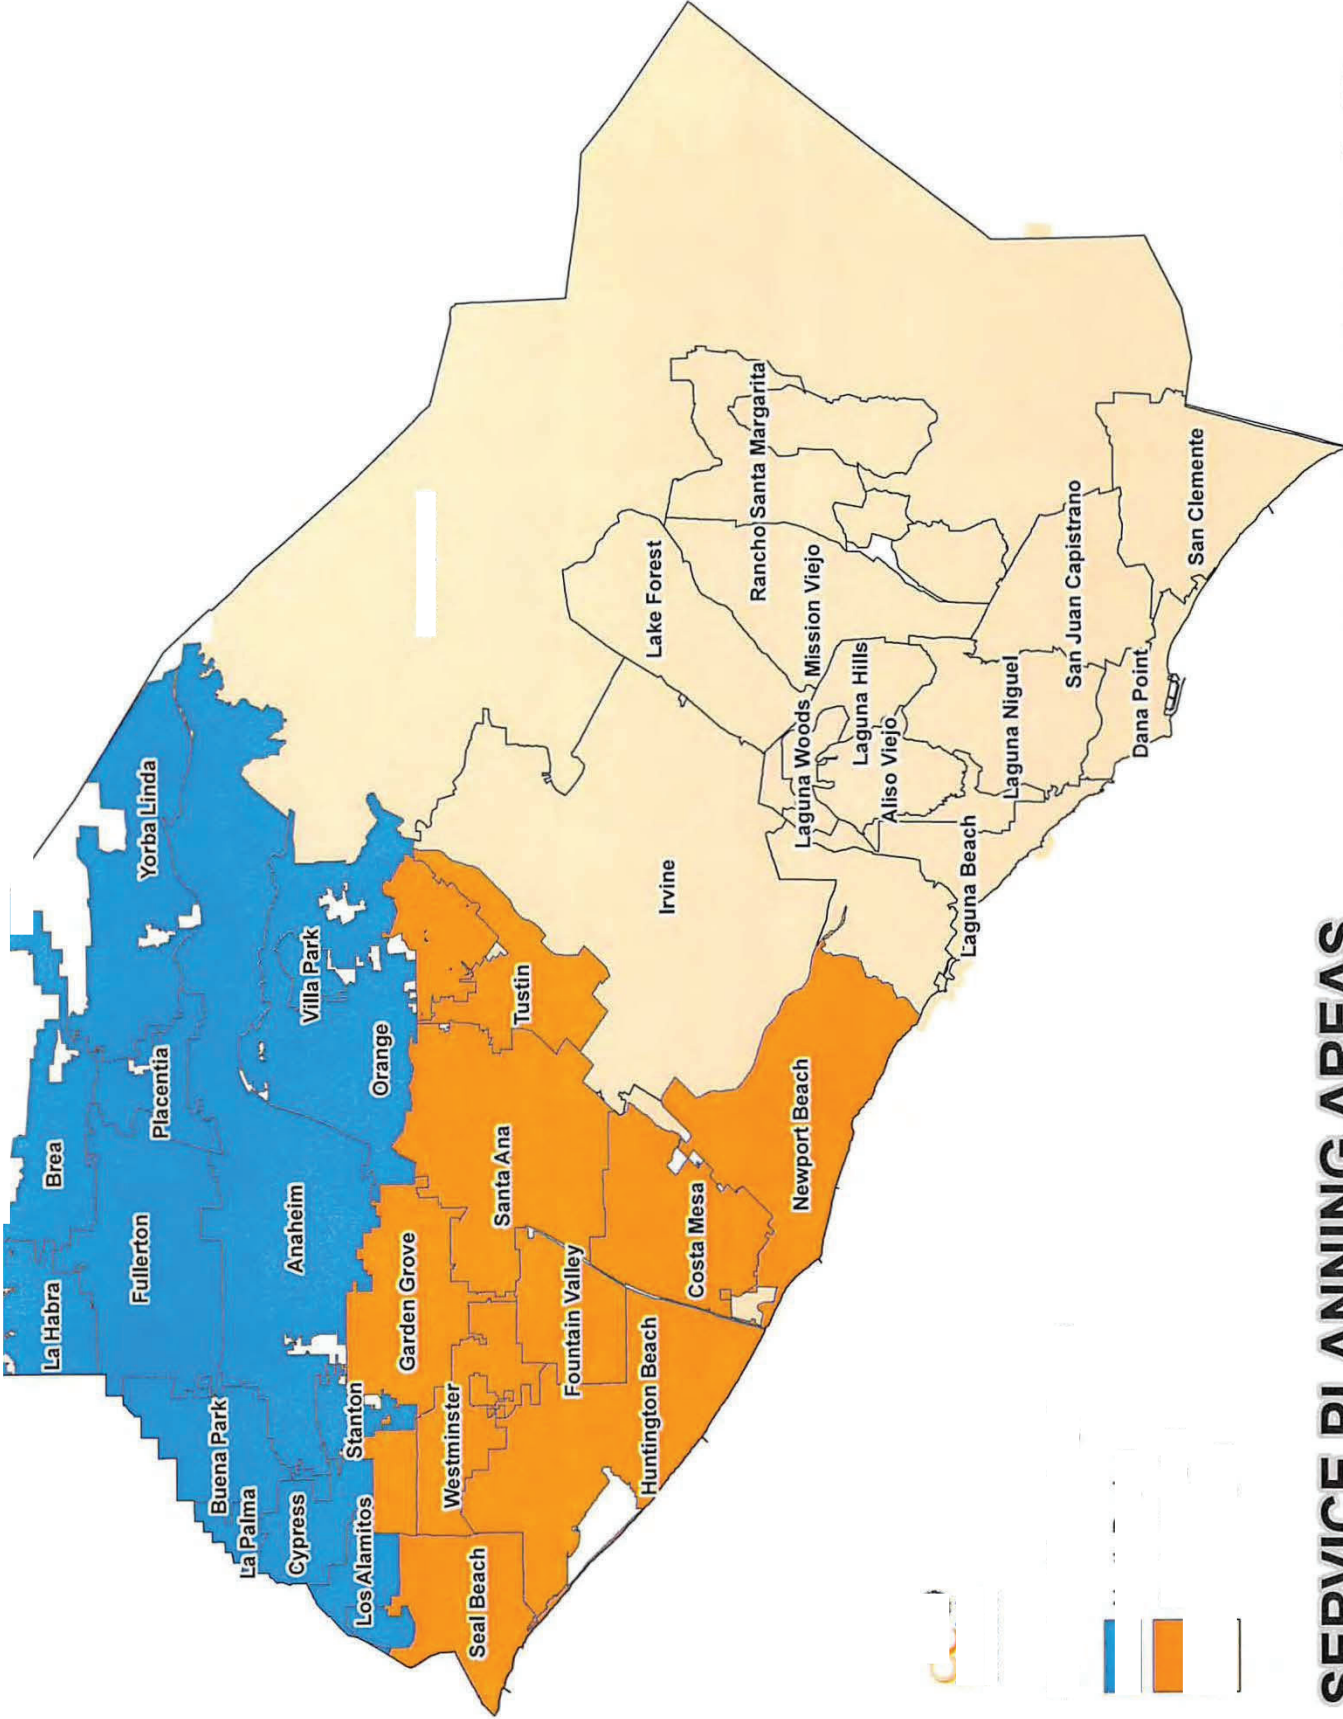 La Habra
Brea
Fullerton
Placentia
Yorba Linda
Buena Park
La Palma
Cypress
Anaheim
Villa Park
Orange
Stanton
Los Alamitos
Garden Grove
Westminster
Seal Beach
Santa Ana
Tustin
Fountain Valley
Huntington Beach
Costa Mesa
Newport Beach
Irvine
Lake Forest
Rancho Santa Margarita
Mission Viejo
Laguna Woods
Laguna Hills
Aliso Viejo
Laguna Beach
Laguna Niguel
San Juan Capistrano
Dana Point
San Clemente
SERVICE PLANNING AREAS